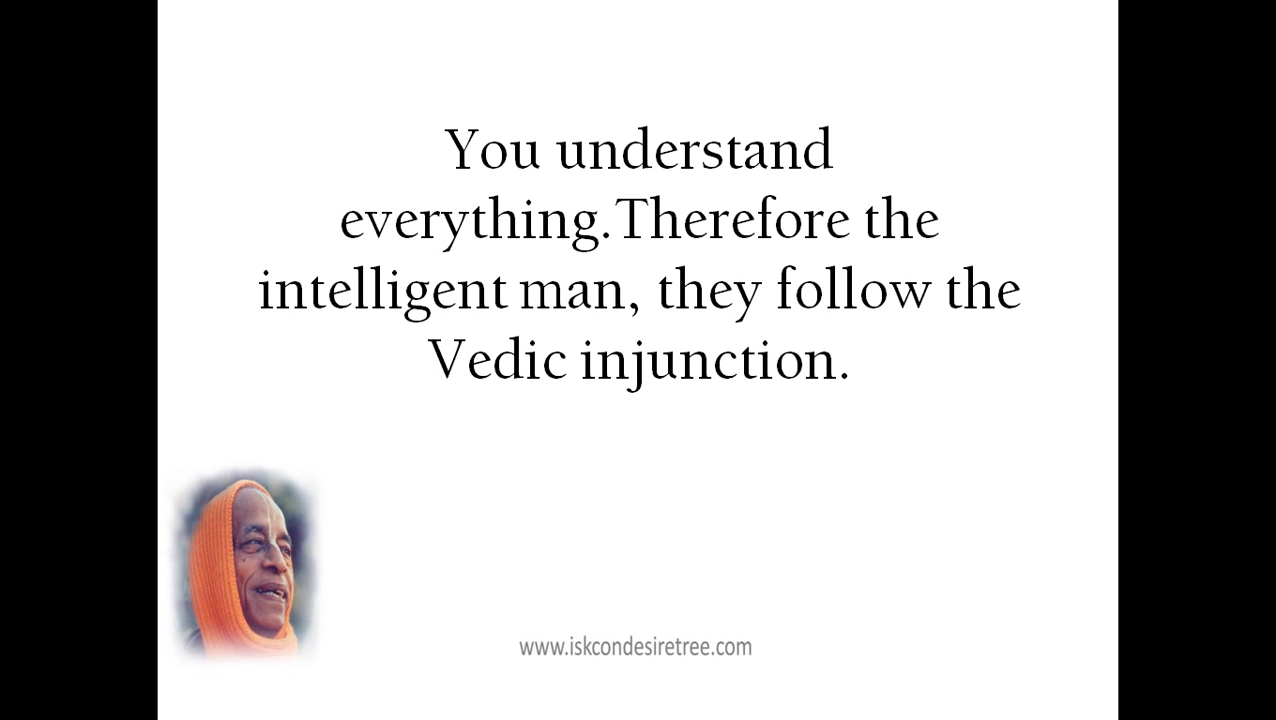 You understand
everything.Therefore the
intelligent man, they follow the
Vedic injunction.
www.iskcondesiretree.com